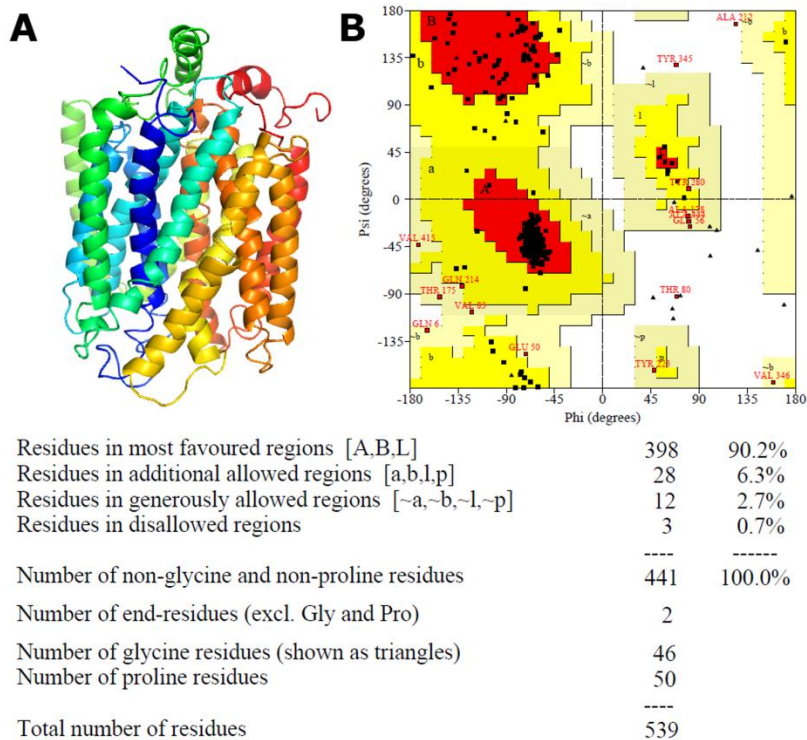 A
B
180
135
90
45
0
-45
-90
-135
-180
Psi (degrees)
B
b
~b
a
A
~a
l
~l
b
~b
~p
p
~b
~b
b
ALA 212
TYR 345
ALA 138
GLN 56
VAL 415
GLN 214
THR 175
VAL 83
THR 80
GLN 6
GLU 50
VAL 346
-180 -135 -90 -45 0 45 90 135 180
Phi (degrees)
Residues in most favoured regions [A,B,L] 398 90.2%
Residues in additional allowed regions [a,b,l,p] 28 6.3%
Residues in generously allowed regions [~a,~b,~l,~p] 12 2.7%
Residues in disallowed regions 3 0.7%
---- ------
Number of non-glycine and non-proline residues 441 100.0%
Number of end-residues (excl. Gly and Pro) 2
Number of glycine residues (shown as triangles) 46
Number of proline residues 50
----
Total number of residues 539